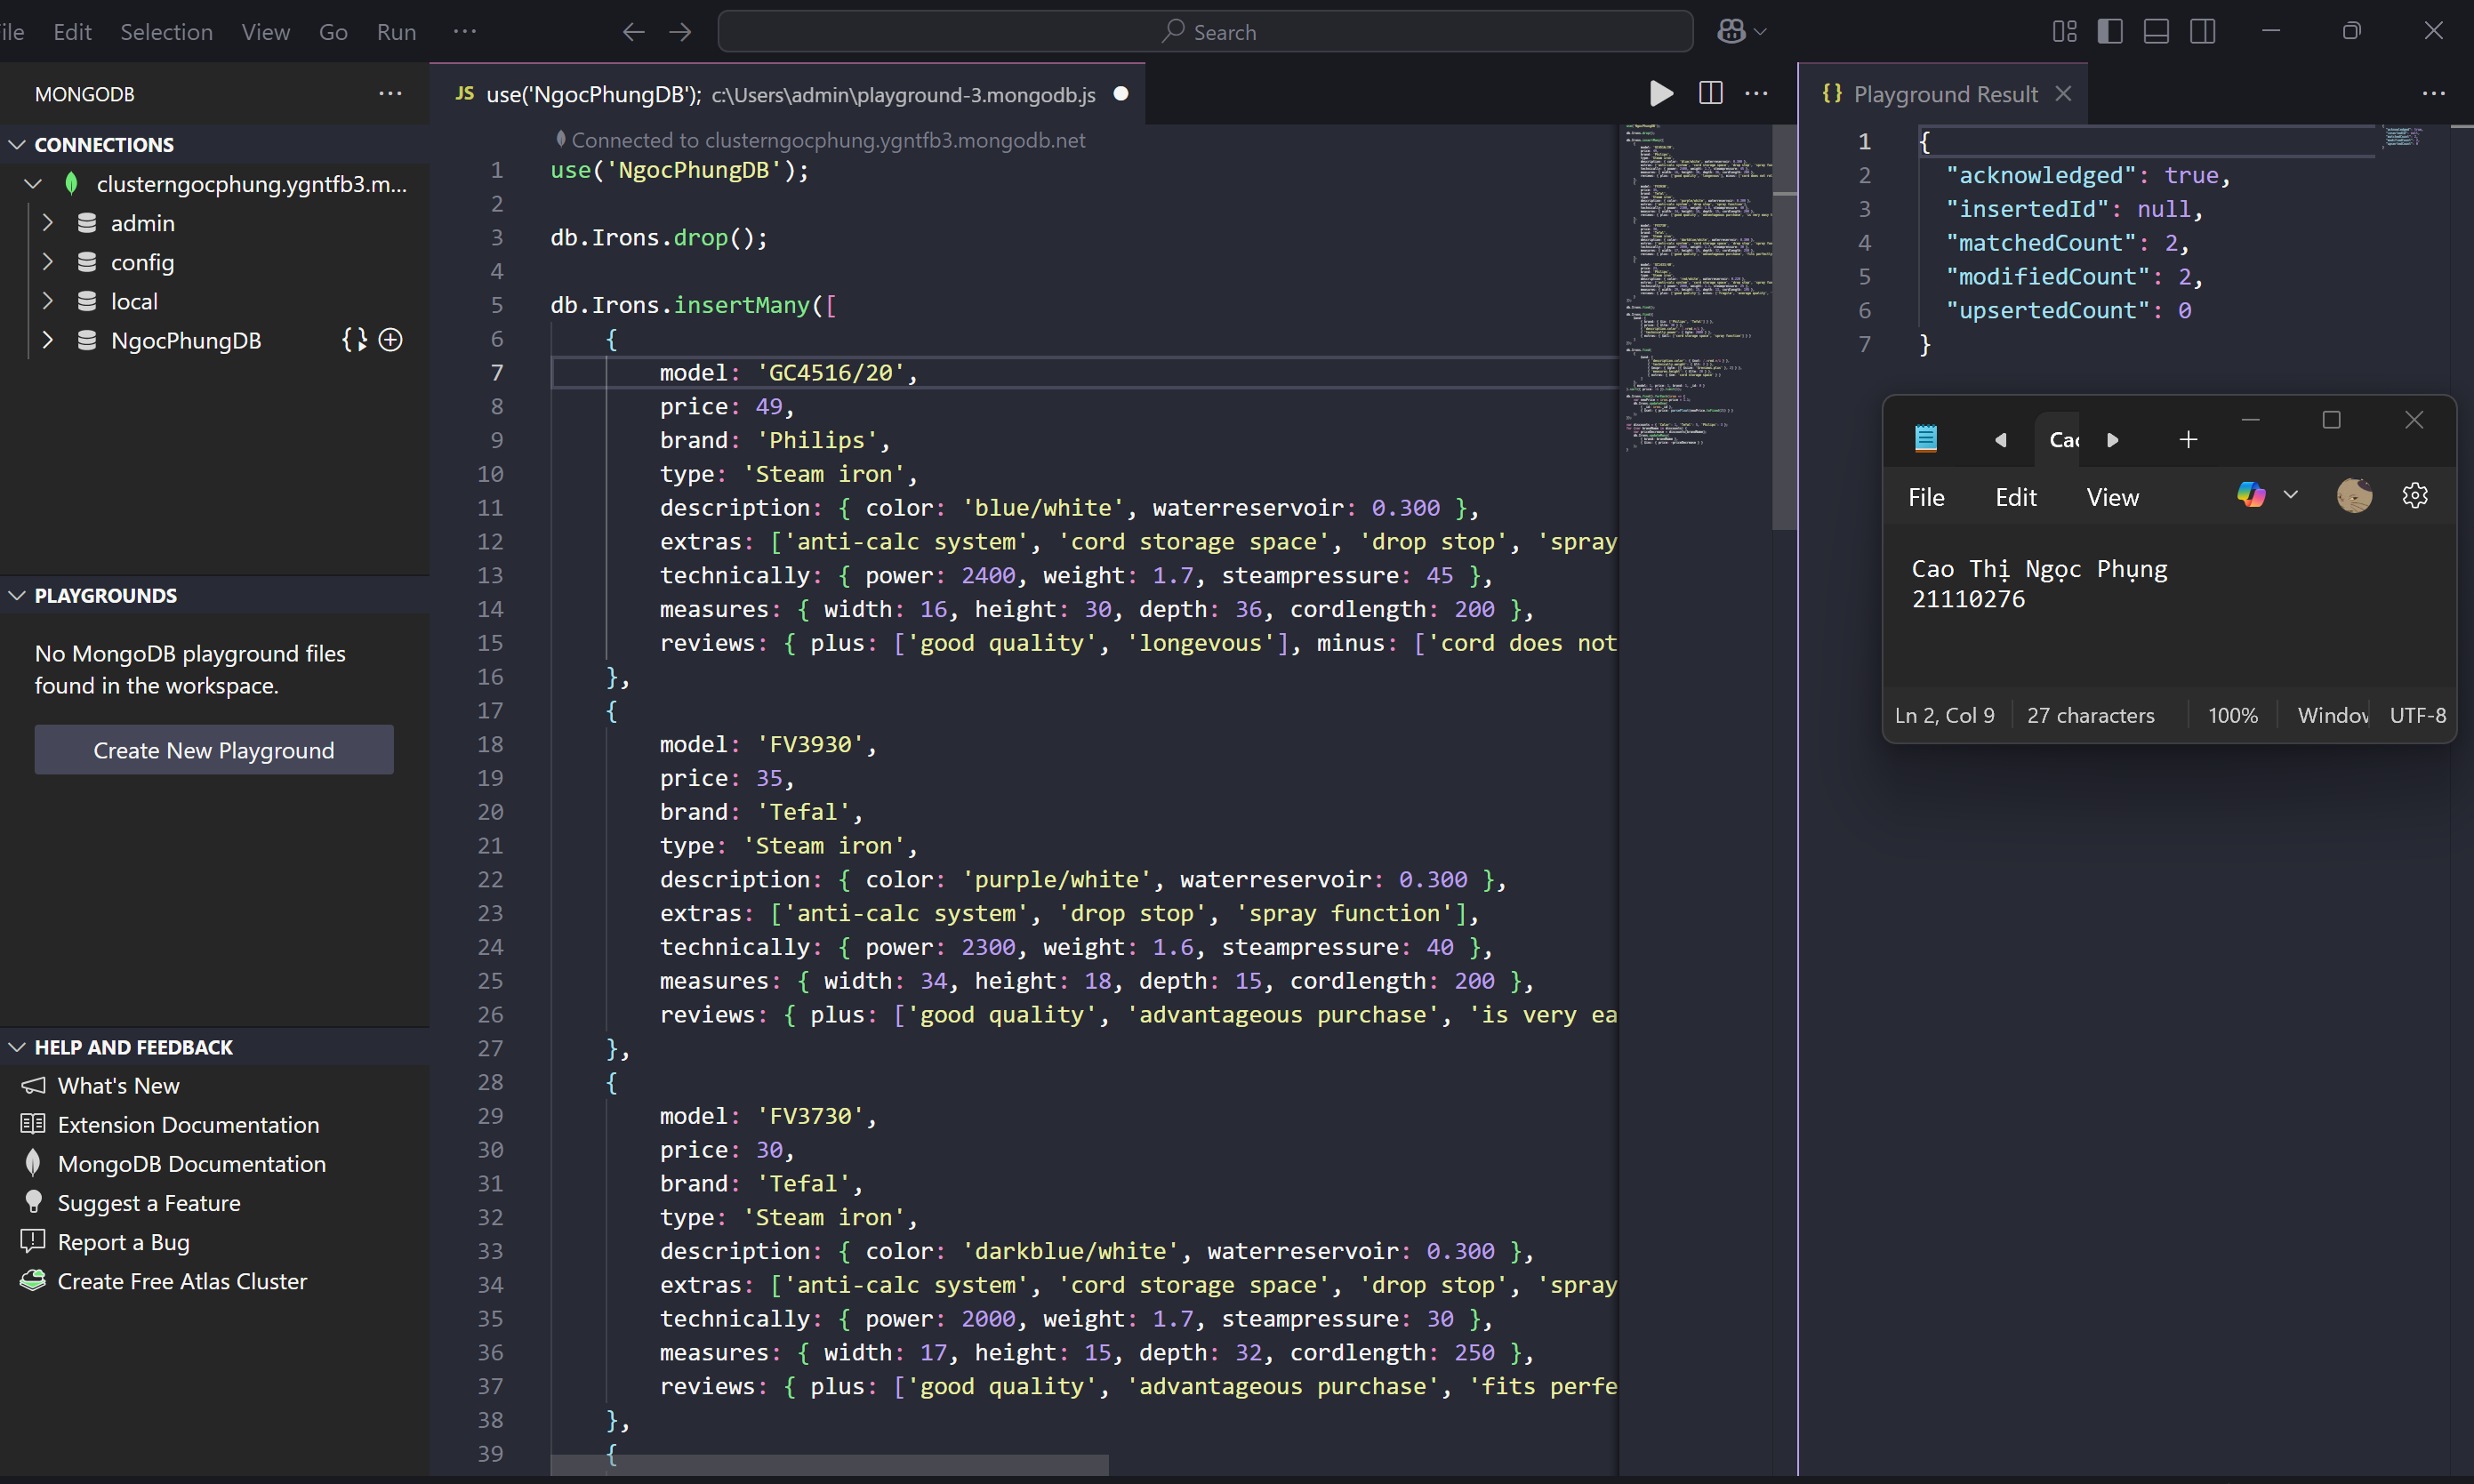 File Edit Selection View Go Run ···
Search
MONGODB
CONNECTIONS
clusterngocphung.ygntfb3.m...
admin
config
local
NgocPhungDB
PLAYGROUNDS
No MongoDB playground files
found in the workspace.
Create New Playground
HELP AND FEEDBACK
What's New
Extension Documentation
MongoDB Documentation
Suggest a Feature
Report a Bug
Create Free Atlas Cluster
JS use('NgocPhungDB'); c:\Users\admin\playground-3.mongodb.js
Connected to clusterngocphung.ygntfb3.mongodb.net
1 use('NgocPhungDB');
2
3 db.Irons.drop();
4
5 db.Irons.insertMany([
6 {
7 model: 'GC4516/20',
8 price: 49,
9 brand: 'Philips',
10 type: 'Steam iron',
11 description: { color: 'blue/white', waterreservoir: 0.300 },
12 extras: ['anti-calc system', 'cord storage space', 'drop stop', 'spray
13 technically: { power: 2400, weight: 1.7, steampressure: 45 },
14 measures: { width: 16, height: 30, depth: 36, cordlength: 200 },
15 reviews: { plus: ['good quality', 'longevous'], minus: ['cord does not
16 },
17 {
18 model: 'FV3930',
19 price: 35,
20 brand: 'Tefal',
21 type: 'Steam iron',
22 description: { color: 'purple/white', waterreservoir: 0.300 },
23 extras: ['anti-calc system', 'drop stop', 'spray function'],
24 technically: { power: 2300, weight: 1.6, steampressure: 40 },
25 measures: { width: 34, height: 18, depth: 15, cordlength: 200 },
26 reviews: { plus: ['good quality', 'advantageous purchase', 'is very ea
27 },
28 {
29 model: 'FV3730',
30 price: 30,
31 brand: 'Tefal',
32 type: 'Steam iron',
33 description: { color: 'darkblue/white', waterreservoir: 0.300 },
34 extras: ['anti-calc system', 'cord storage space', 'drop stop', 'spray
35 technically: { power: 2000, weight: 1.7, steampressure: 30 },
36 measures: { width: 17, height: 15, depth: 32, cordlength: 250 },
37 reviews: { plus: ['good quality', 'advantageous purchase', 'fits perfe
38 },
39 {
{} Playground Result
1 {
2 "acknowledged": true,
3 "insertedId": null,
4 "matchedCount": 2,
5 "modifiedCount": 2,
6 "upsertedCount": 0
7 }
Cao
File Edit View
Cao Thị Ngọc Phụng
21110276
Ln 2, Col 9 27 characters 100% Window UTF-8